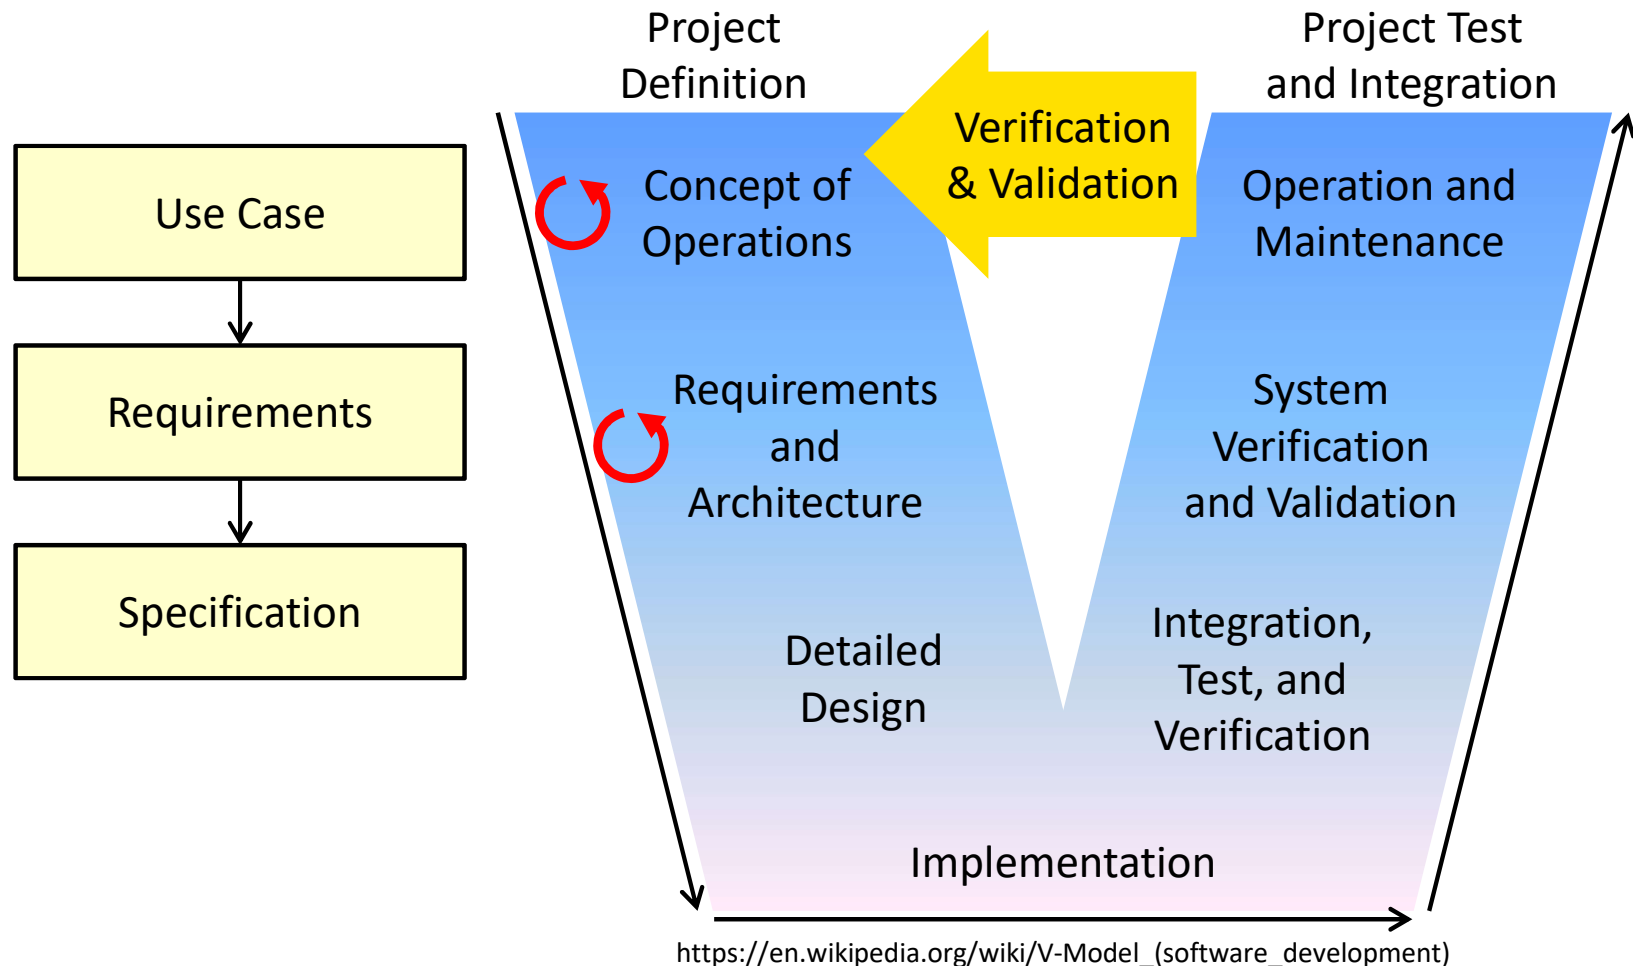 Project
Definition
Project Test
and Integration
Verification
& Validation
Use Case
Requirements
Specification
Concept of
Operations
Operation and
Maintenance
Requirements
and
Architecture
System
Verification
and Validation
Detailed
Design
Integration,
Test, and
Verification
Implementation
https://en.wikipedia.org/wiki/V-Model_(software_development)